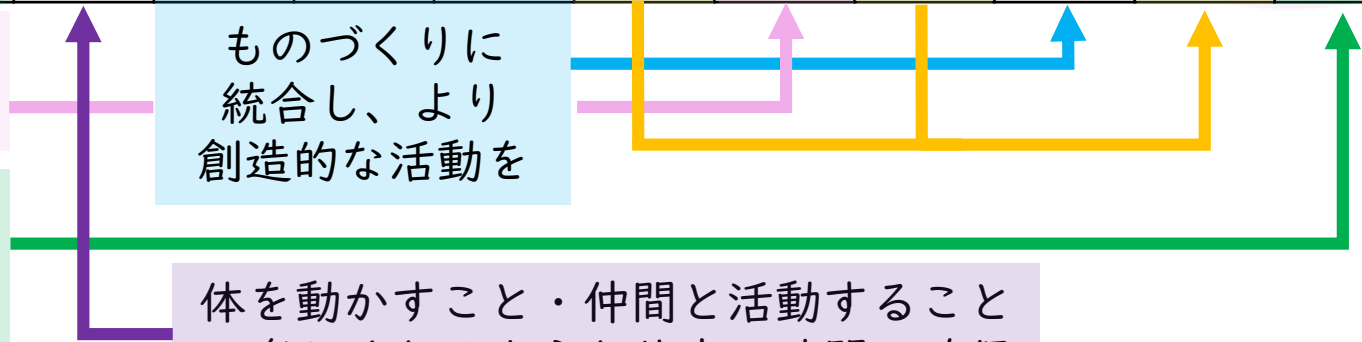 ものづくりに
統合し、より
創造的な活動を
体を動かすこと・仲間と活動すること